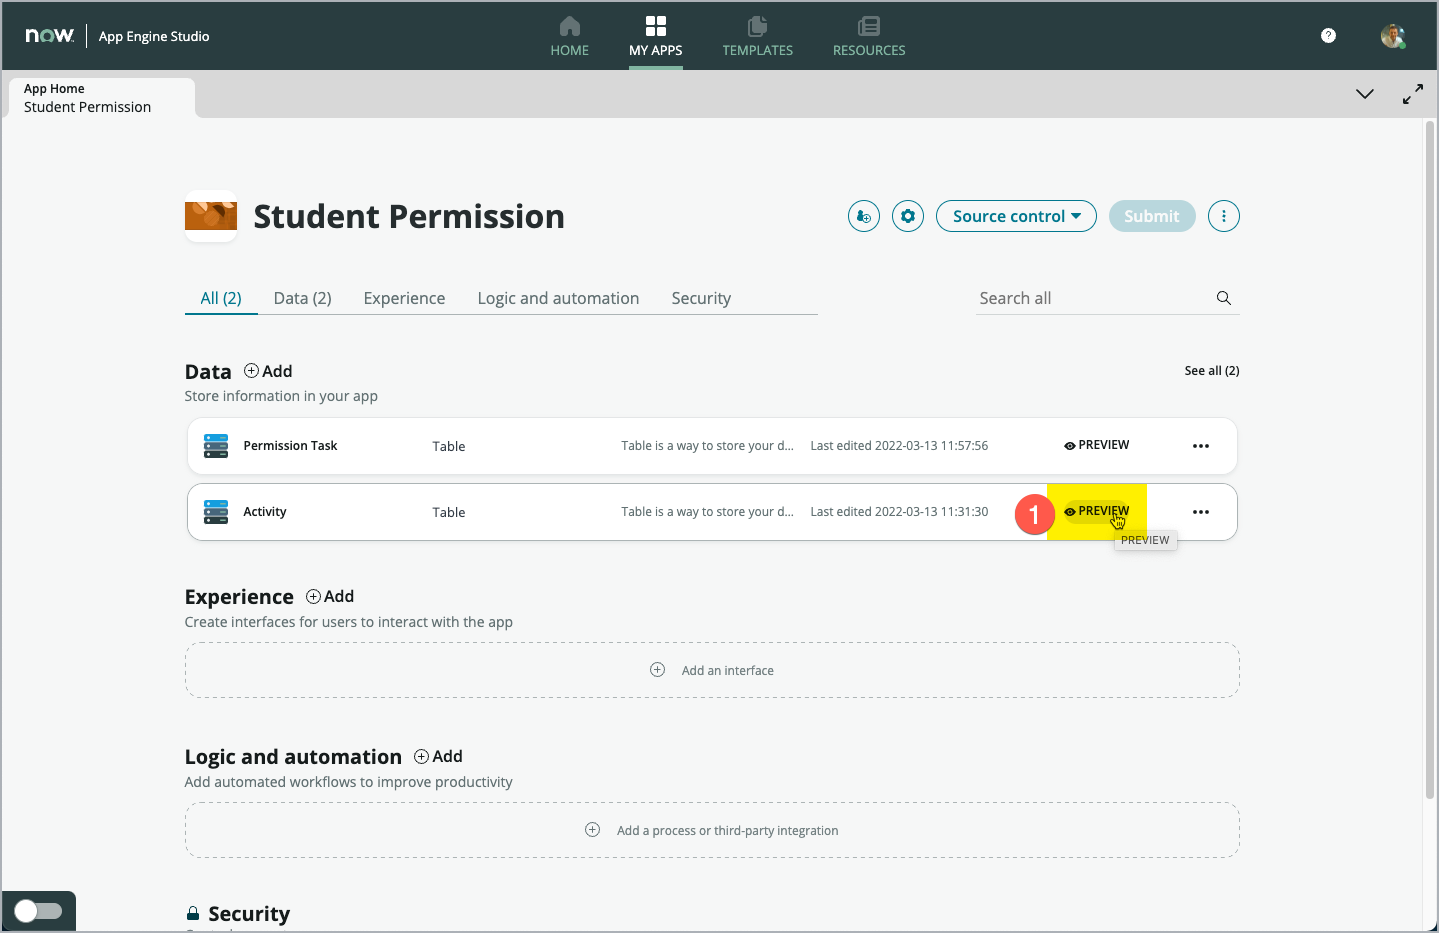 now. App Engine Studio
HOME MY APPS TEMPLATES RESOURCES
?
App Home
Student Permission
Student Permission
Source control Submit
All (2) Data (2) Experience Logic and automation Security Search all
Data Add See all (2)
Store information in your app
Permission Task Table Table is a way to store your d... Last edited 2022-03-13 11:57:56 PREVIEW
Activity Table Table is a way to store your d... Last edited 2022-03-13 11:31:30 1 PREVIEW
PREVIEW
Experience Add
Create interfaces for users to interact with the app
Add an interface
Logic and automation Add
Add automated workflows to improve productivity
Add a process or third-party integration
Security